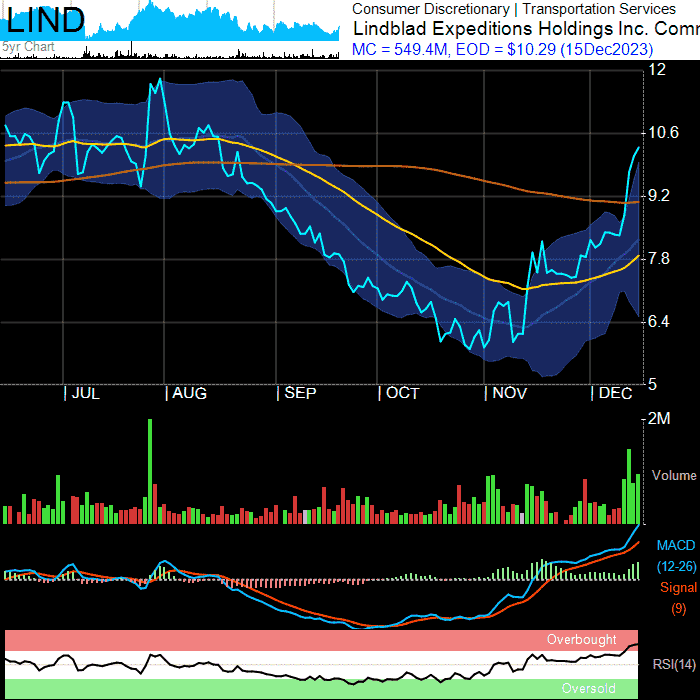 LIND
5yr Chart
Consumer Discretionary | Transportation Services
Lindblad Expeditions Holdings Inc. Comm
MC = 549.4M, EOD = $10.29 (15Dec2023)
12
10.6
9.2
7.8
6.4
5
JUL
AUG
SEP
OCT
NOV
DEC
2M
Volume
MACD
(12-26)
Signal
(9)
Overbought
RSI(14)
Oversold